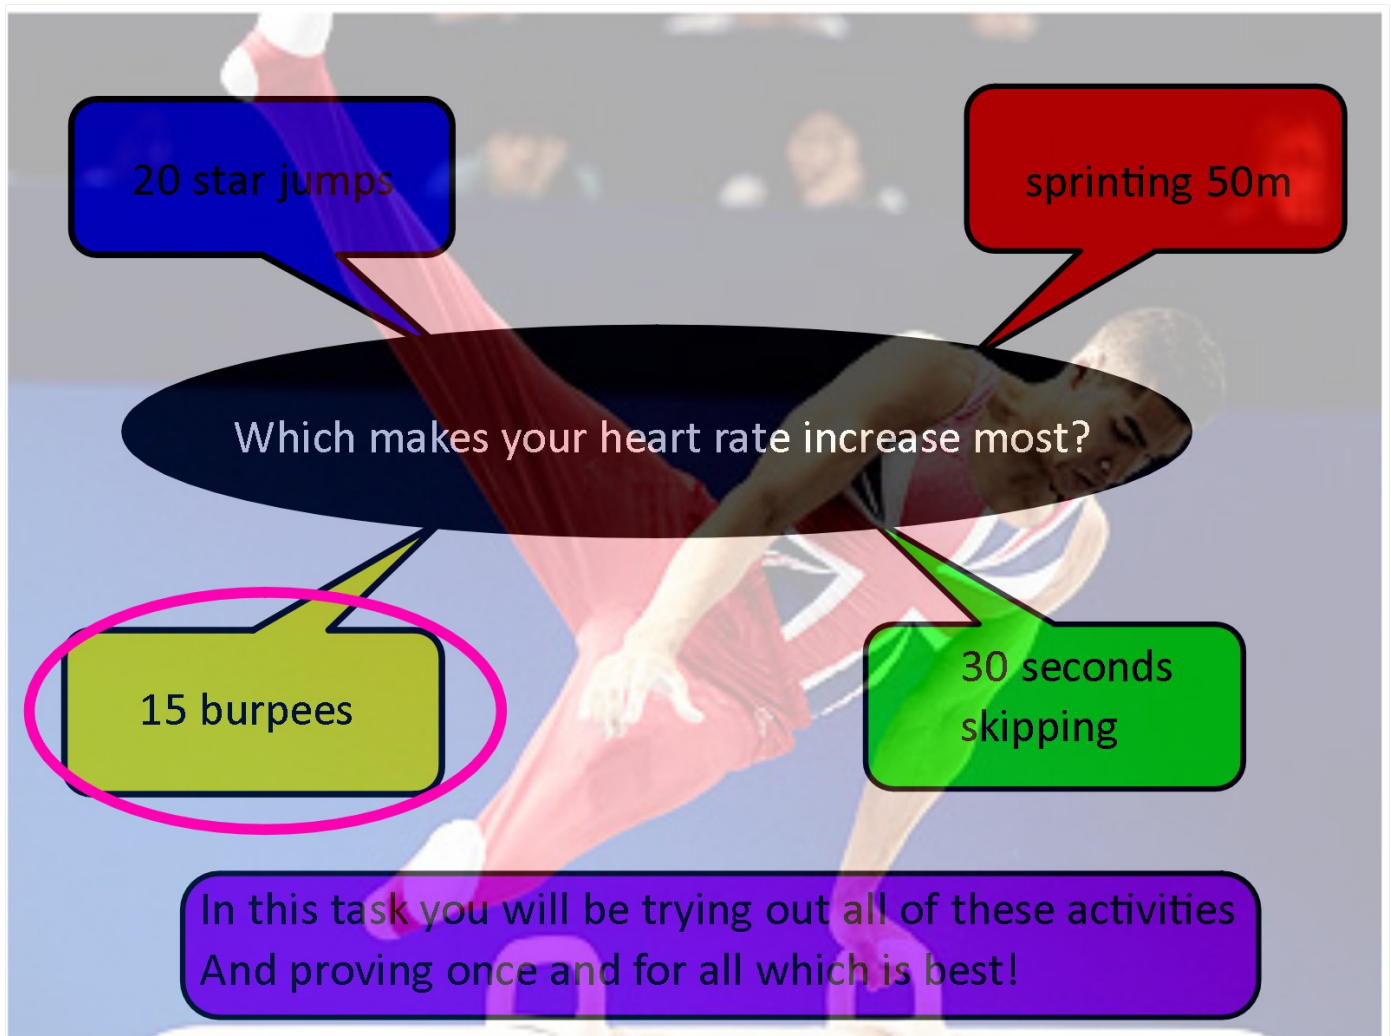 20 star jumps
sprinting 50m
Which makes your heart rate increase most?
15 burpees
30 seconds
skipping
In this task you will be trying out all of these activities
And proving once and for all which is best!